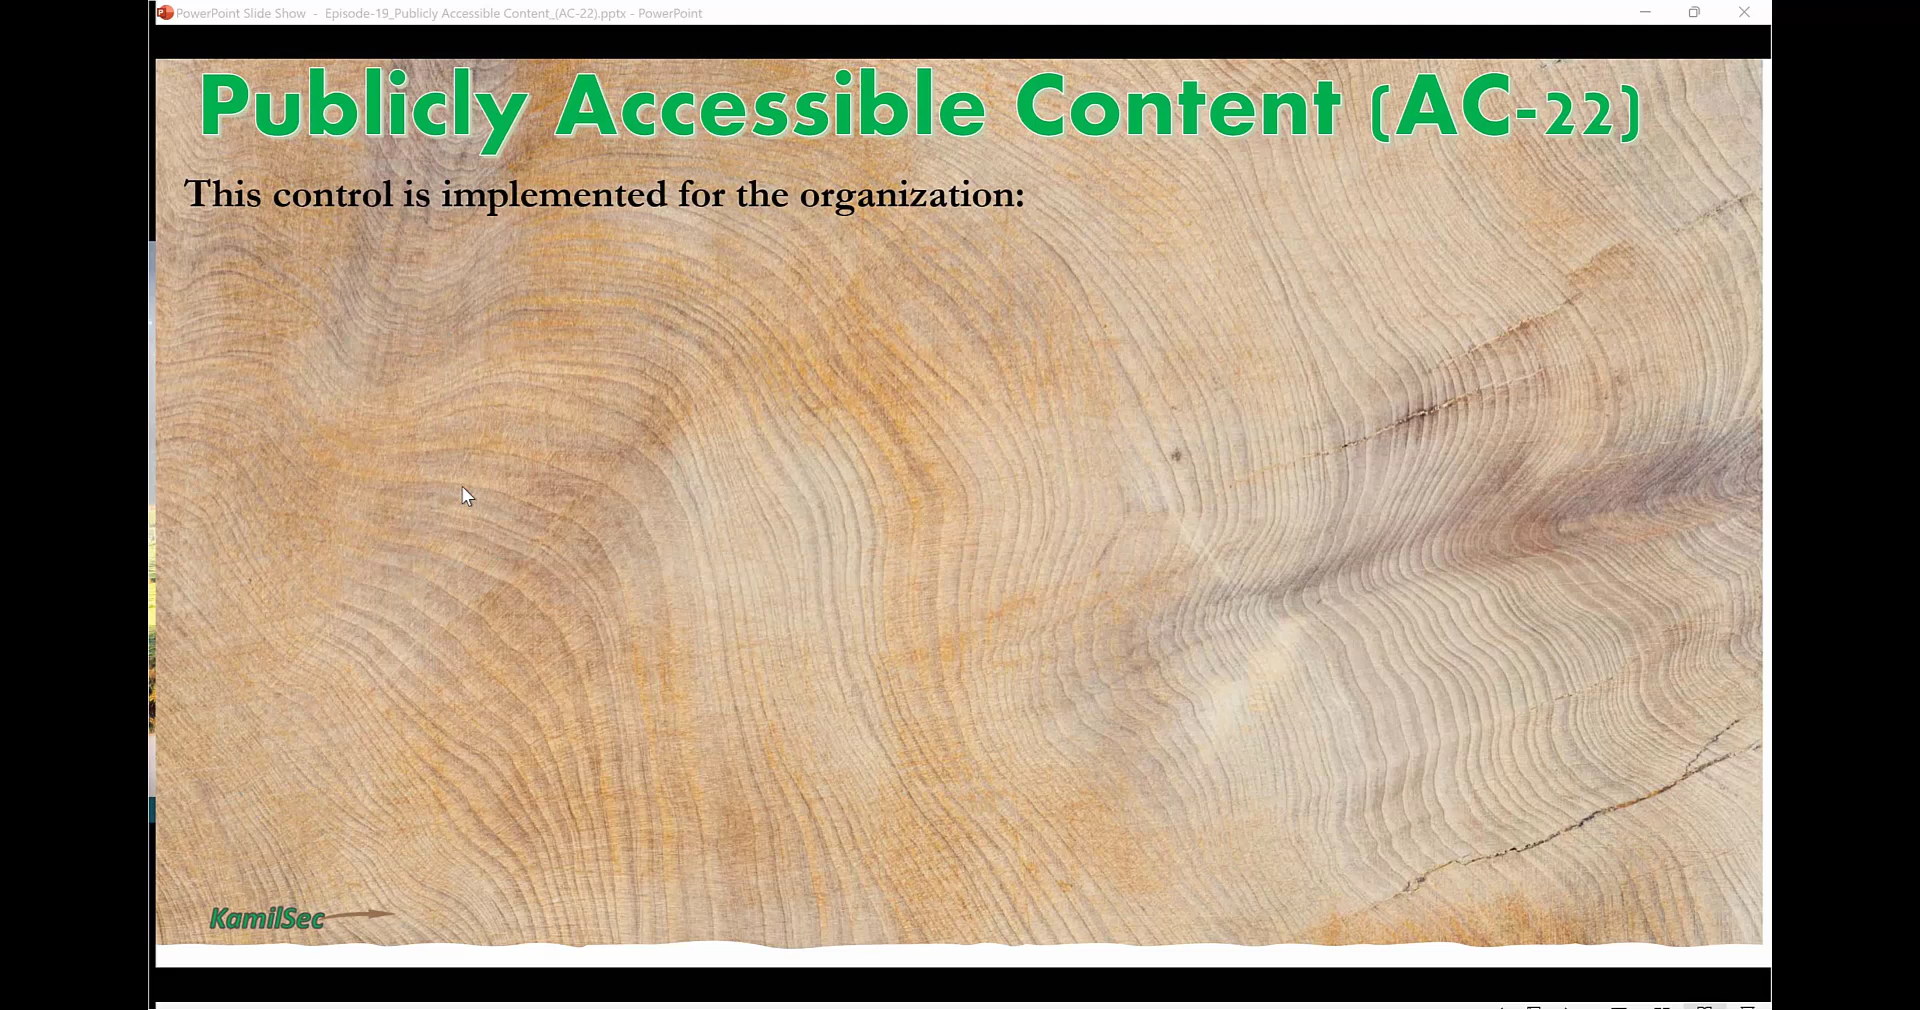 PowerPoint Slide Show - Episode-19_Publicly Accessible Content_(AC-22).pptx - PowerPoint
Publicly Accessible Content (AC-22)
This control is implemented for the organization:
KamilSec